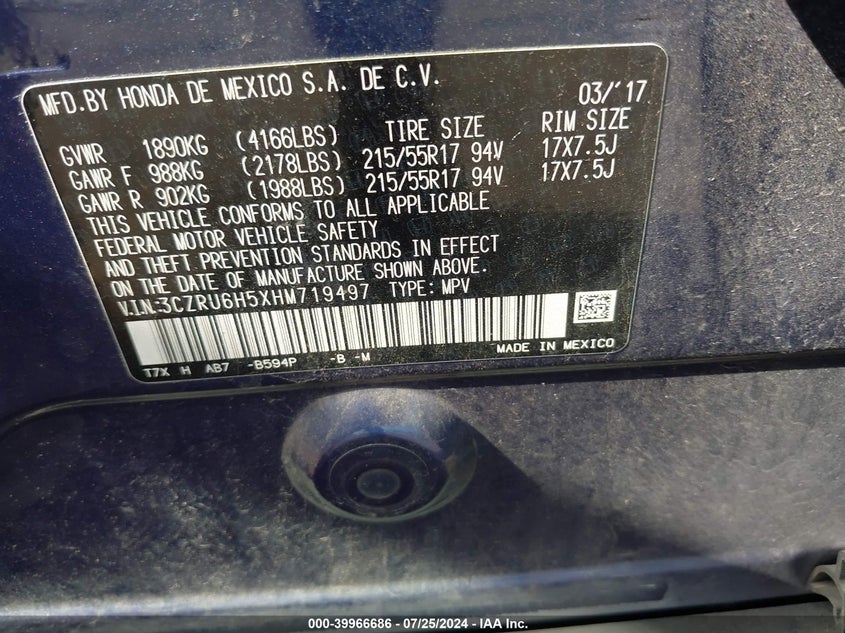 MFD.BY HONDA DE MEXICO S.A. DE C.V. 03/'17
GVWR 1890KG (4166LBS) TIRE SIZE RIM SIZE
GAWR F 988KG (2178LBS) 215/55R17 94V 17X7.5J
GAWR R 902KG (1988LBS) 215/55R17 94V 17X7.5J
THIS VEHICLE CONFORMS TO ALL APPLICABLE
FEDERAL MOTOR VEHICLE SAFETY
AND THEFT PREVENTION STANDARDS IN EFFECT
ON THE DATE OF MANUFACTURE SHOWN ABOVE.
V.I.N:3CZRU6H5XHM719497 TYPE: MPV
T7X H AB7 -B594P -B -M MADE IN MEXICO
000-39966686 - 07/25/2024 - IAA Inc.